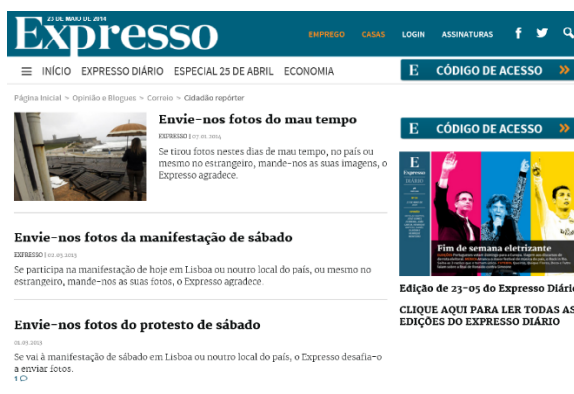 23 DE MAIO DE 2014
Expresso
EMPREGO CASAS LOGIN ASSINATURAS
INÍCIO EXPRESSO DIÁRIO ESPECIAL 25 DE ABRIL ECONOMIA
E CÓDIGO DE ACESSO »
Página Inicial > Opinião e Blogues > Correio > Cidadão repórter
Envie-nos fotos do mau tempo
EXPRESSO | 07.01.2014
Se tirou fotos nestes dias de mau tempo, no país ou
mesmo no estrangeiro, mande-nos as suas imagens, o
Expresso agradece.
E CÓDIGO DE ACESSO »
E
Expresso
DIÁRIO
Fim de semana eletrizante
Envie-nos fotos da manifestação de sábado
EXPRESSO | 02.03.2013
Se participa na manifestação de hoje em Lisboa ou noutro local do país, ou mesmo no
estrangeiro, mande-nos as suas fotos, o Expresso agradece.
Edição de 23-05 do Expresso Diári
CLIQUE AQUI PARA LER TODAS AS
EDIÇÕES DO EXPRESSO DIÁRIO
Envie-nos fotos do protesto de sábado
01.03.2013
Se vai à manifestação de sábado em Lisboa ou noutro local do país, o Expresso desafia-o
a enviar fotos.
1